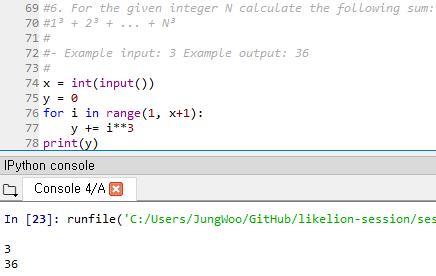 69 #6. For the given integer N calculate the following sum:
70 #1³ + 2³ + ... + N³
71 #
72 #- Example input: 3 Example output: 36
73 #
74 x = int(input())
75 y = 0
76 for i in range(1, x+1):
77     y += i**3
78 print(y)
IPython console
Console 4/A
In [23]: runfile('C:/Users/JungWoo/GitHub/likelion-session/ses
3
36